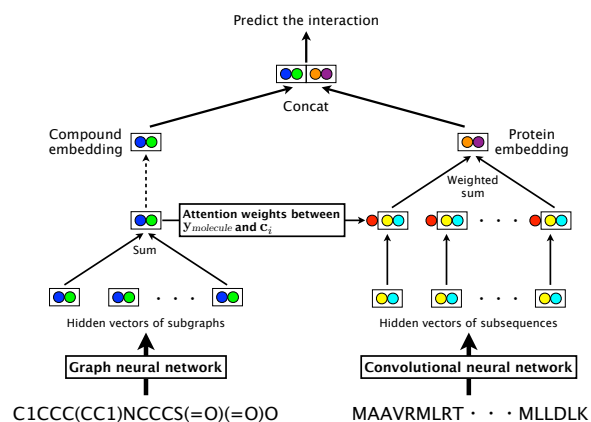 Predict the interaction
Concat
Compound
embedding
Protein
embedding
Weighted
sum
Attention weights between
y_molecule and c_i
Sum
· · ·
· · ·
· · ·
Hidden vectors of subgraphs
Hidden vectors of subsequences
Graph neural network
Convolutional neural network
C1CCC(CC1)NCCCS(=O)(=O)O
MAAVRMLRT · · · MLLDLK